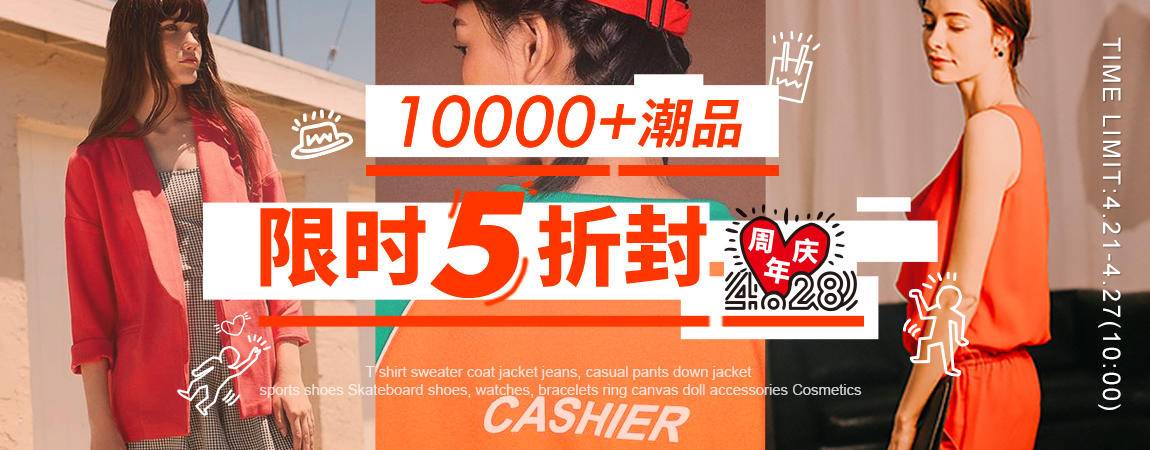 10000+潮品
限时5折封
周年庆
4.28
T shirt sweater coat jacket jeans, casual pants down jacket
sports shoes Skateboard shoes, watches, bracelets ring canvas doll accessories Cosmetics
CASHIER
TIME LIMIT:4.21-4.27(10:00)